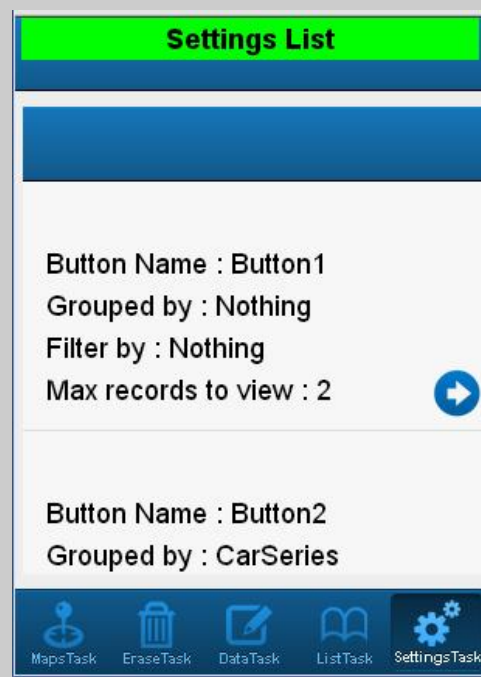 Settings List
Button Name : Button1
Grouped by : Nothing
Filter by : Nothing
Max records to view : 2
Button Name : Button2
Grouped by : CarSeries
MapsTask EraseTask DataTask ListTask SettingsTask